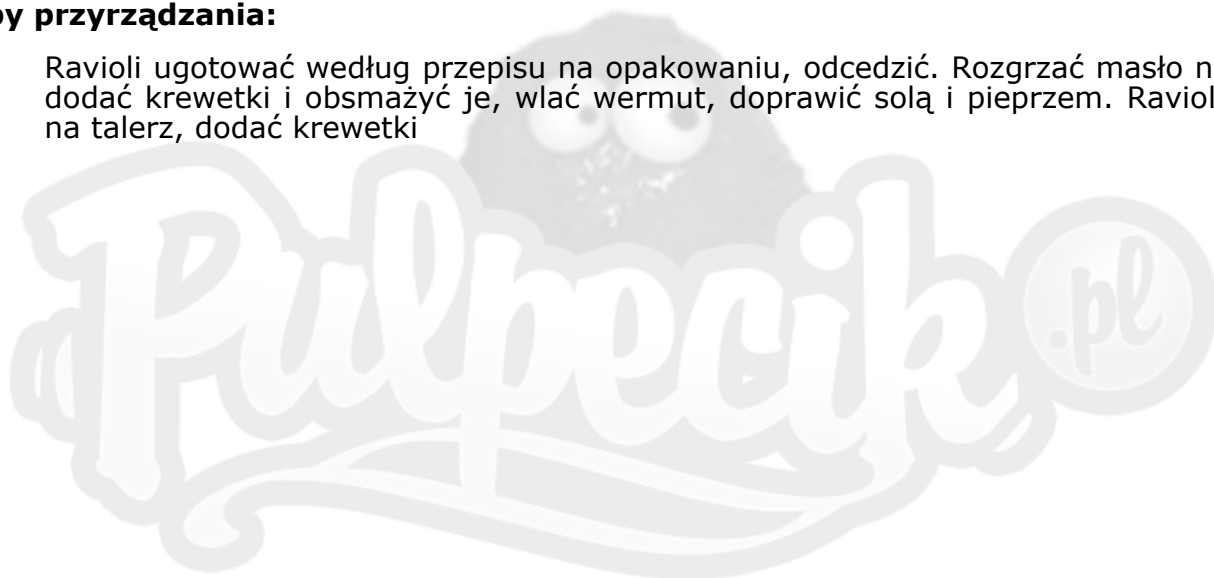 by przyrządzania:
Ravioli ugotować według przepisu na opakowaniu, odcedzić. Rozgrzać masło n
dodać krewetki i obsmażyć je, wlać wermut, doprawić solą i pieprzem. Raviol
na talerz, dodać krewetki
Pulpecik.pl